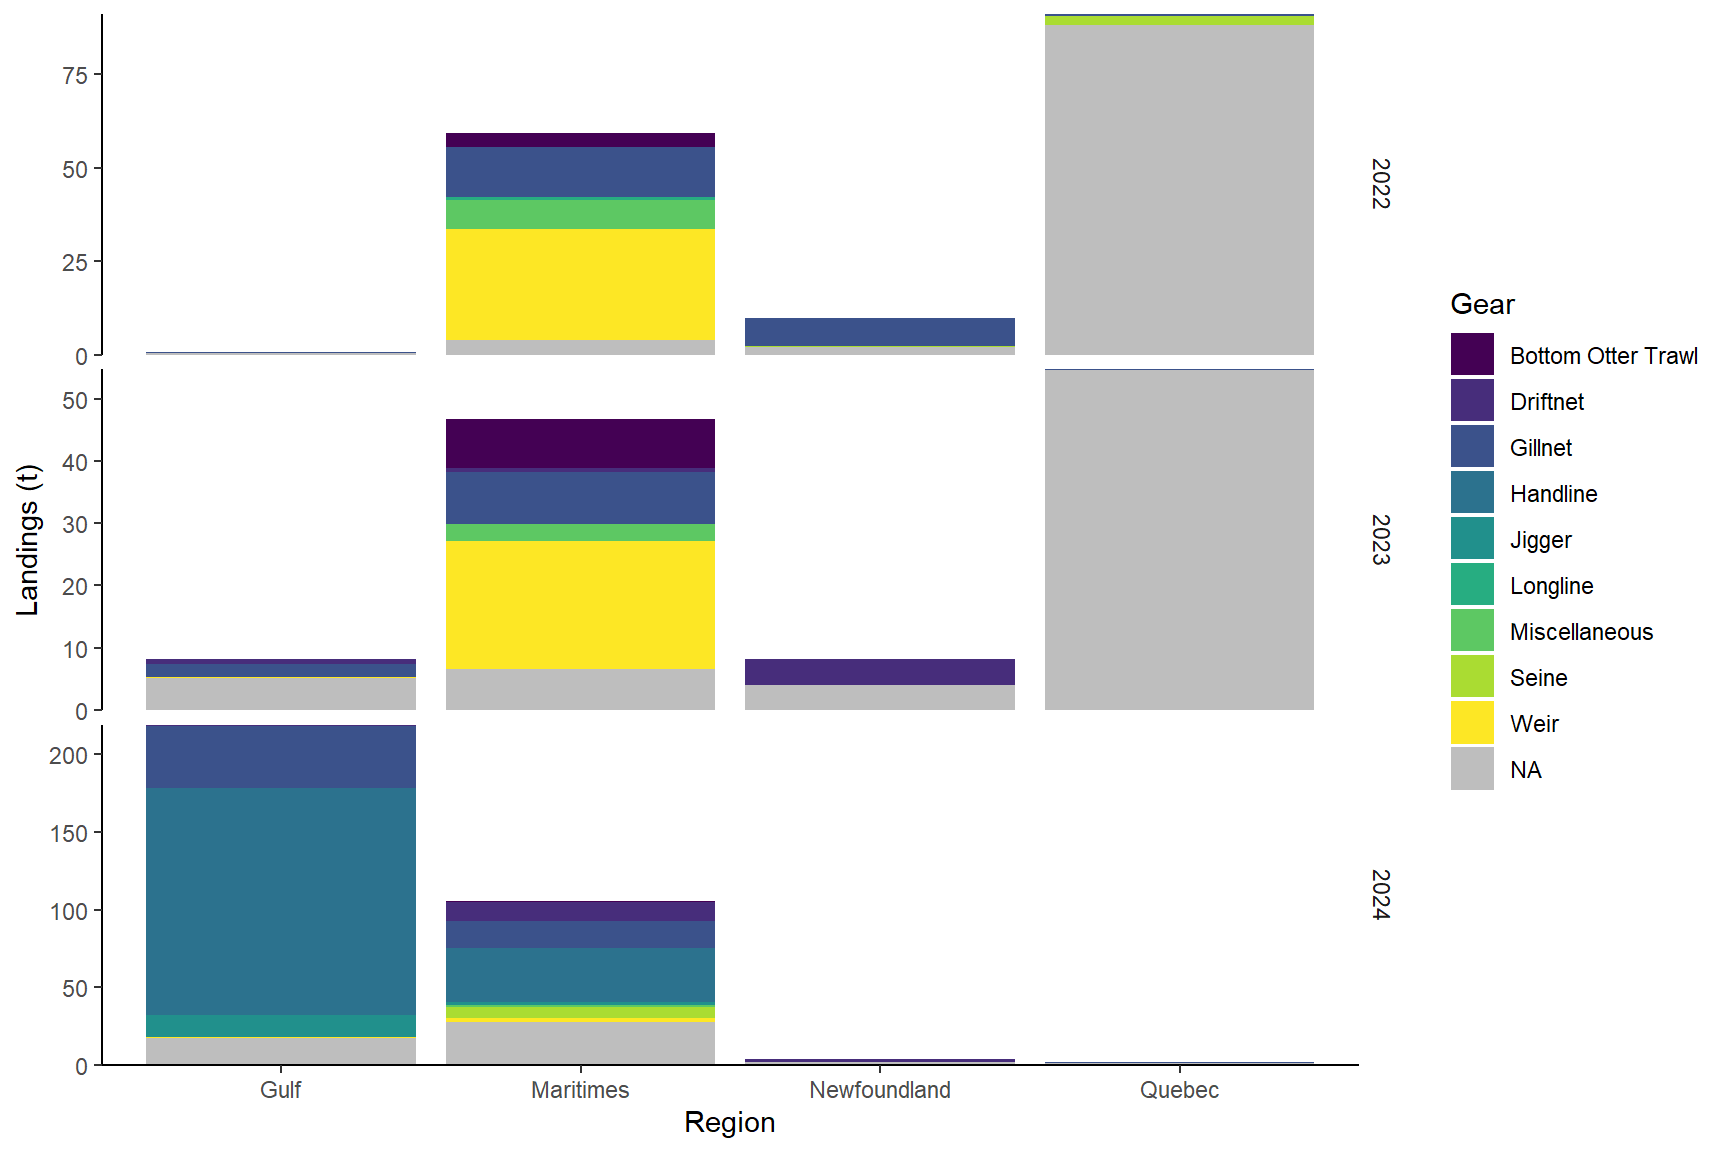 75
50
25
0
2022
50
40
30
20
10
0
2023
200
150
100
50
0
2024
Landings (t)
Gulf Maritimes Newfoundland Quebec
Region
Gear
Bottom Otter Trawl
Driftnet
Gillnet
Handline
Jigger
Longline
Miscellaneous
Seine
Weir
NA